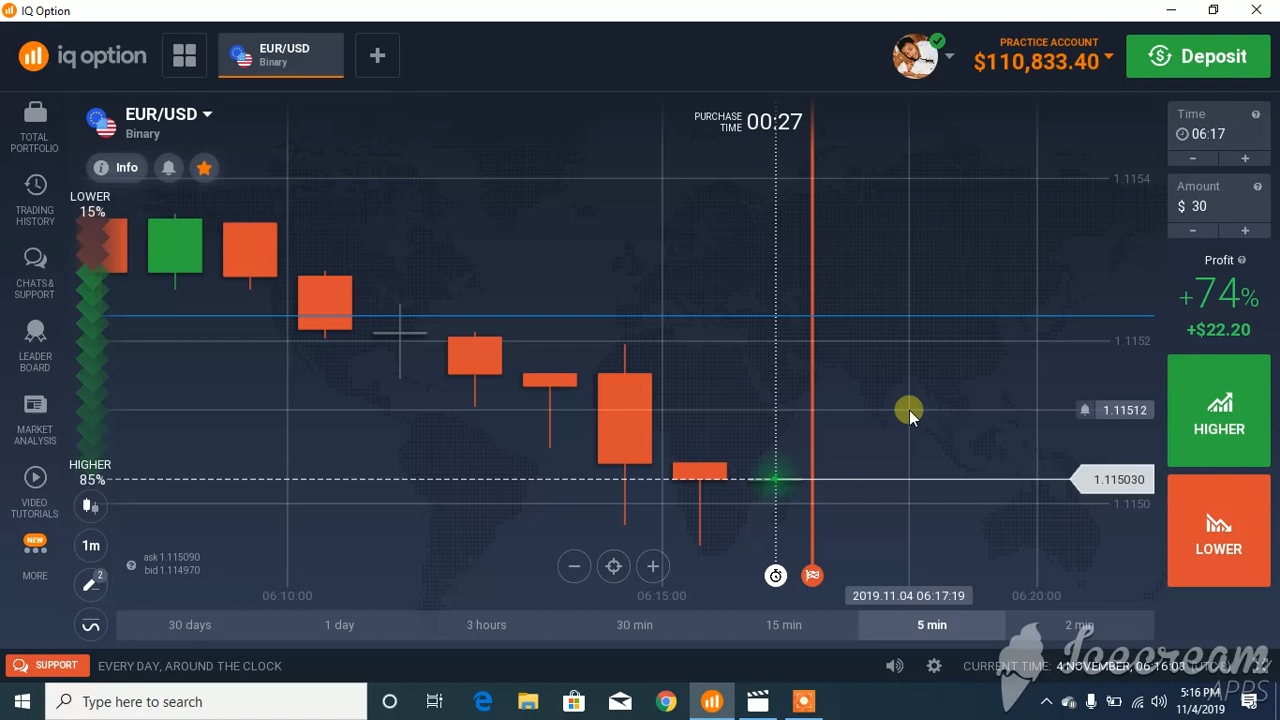 IQ Option
iq option
EUR/USD
Binary
PRACTICE ACCOUNT
$110,833.40
Deposit
TOTAL
PORTFOLIO
TRADING
HISTORY
CHATS &
SUPPORT
LEADER
BOARD
MARKET
ANALYSIS
VIDEO
TUTORIALS
NEW
MORE
EUR/USD
Binary
Info
LOWER
15%
HIGHER
85%
1m
2
ask 1.115090
bid 1.114970
PURCHASE
TIME
00:27
1.1154
1.1152
1.11512
1.115030
1.1150
06:10:00
06:15:00
2019.11.04 06:17:19
06:20:00
30 days
1 day
3 hours
30 min
15 min
5 min
2 min
Time
06:17
- +
Amount
$ 30
- +
Profit
+74%
+$22.20
HIGHER
LOWER
SUPPORT
EVERY DAY, AROUND THE CLOCK
CURRENT TIME: 4 NOVEMBER, 06:16:03
Icecream
APPS
Type here to search
5:16 PM
11/4/2019